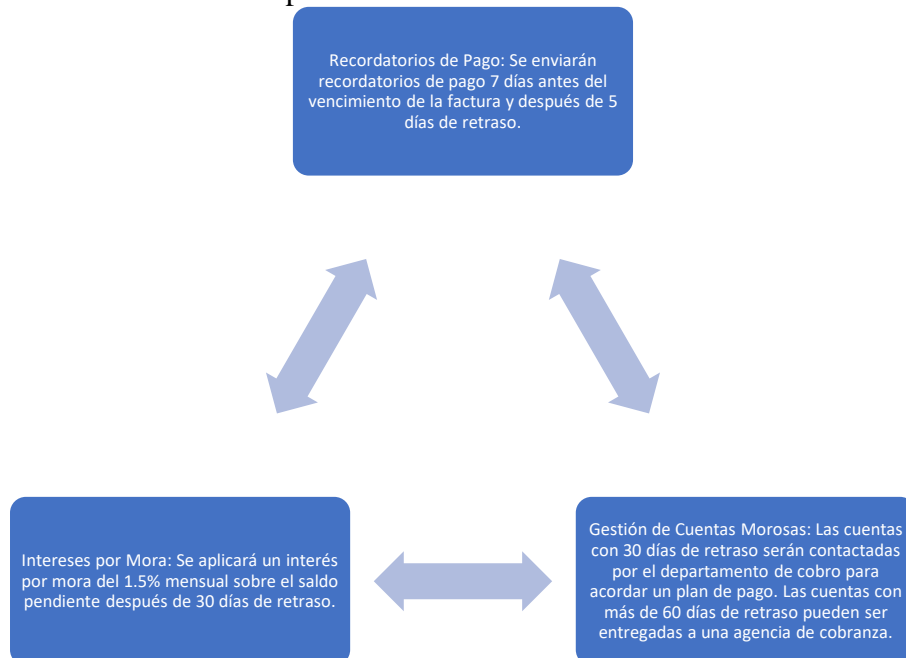 Recordatorios de Pago: Se enviarán
recordatorios de pago 7 días antes del
vencimiento de la factura y después de 5
días de retraso.
Intereses por Mora: Se aplicará un interés
por mora del 1.5% mensual sobre el saldo
pendiente después de 30 días de retraso.
Gestión de Cuentas Morosas: Las cuentas
con 30 días de retraso serán contactadas
por el departamento de cobro para
acordar un plan de pago. Las cuentas con
más de 60 días de retraso pueden ser
entregadas a una agencia de cobranza.